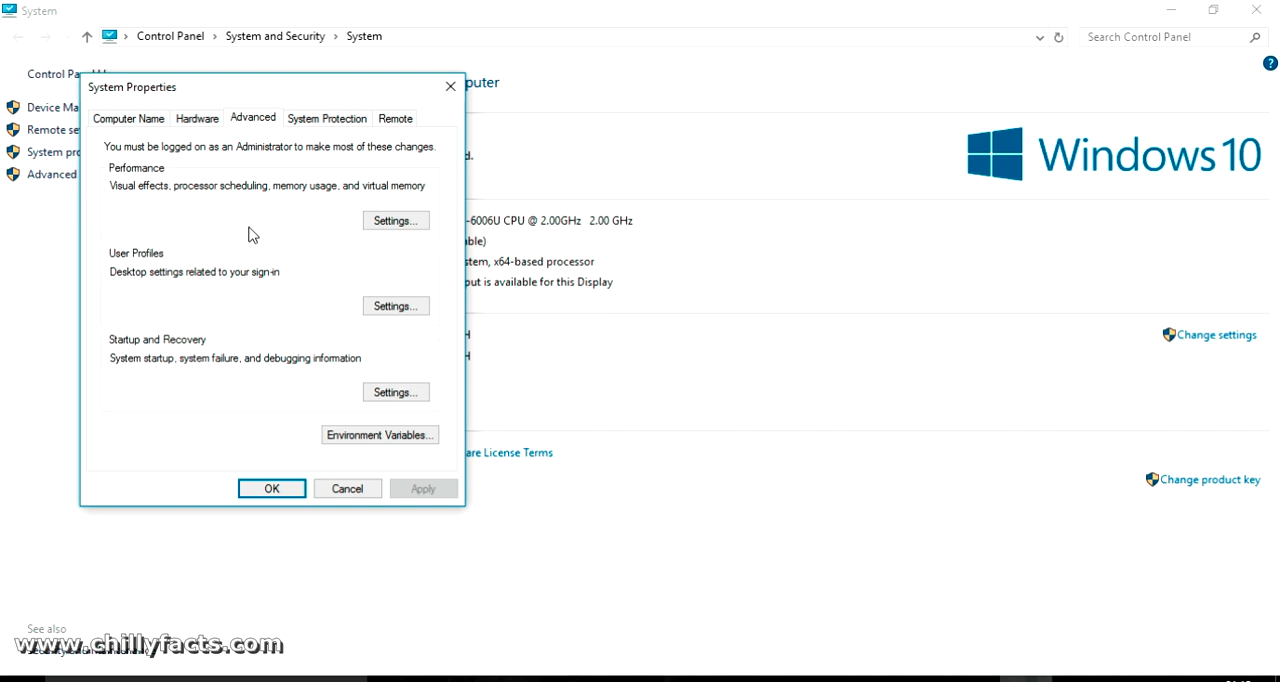 System
Control Panel > System and Security > System
Search Control Panel
Control Pa
puter
System Properties
Computer Name Hardware Advanced System Protection Remote
Device Ma
Remote se
System pro
Advanced
You must be logged on as an Administrator to make most of these changes.
Performance
Visual effects, processor scheduling, memory usage, and virtual memory
Settings...
User Profiles
Desktop settings related to your sign-in
Settings...
Startup and Recovery
System startup, system failure, and debugging information
Settings...
Environment Variables...
OK Cancel Apply
d.
Windows 10
-6006U CPU @ 2.00GHz 2.00 GHz
able)
stem, x64-based processor
put is available for this Display
H
H
Change settings
are License Terms
Change product key
See also
www.chillyfacts.com